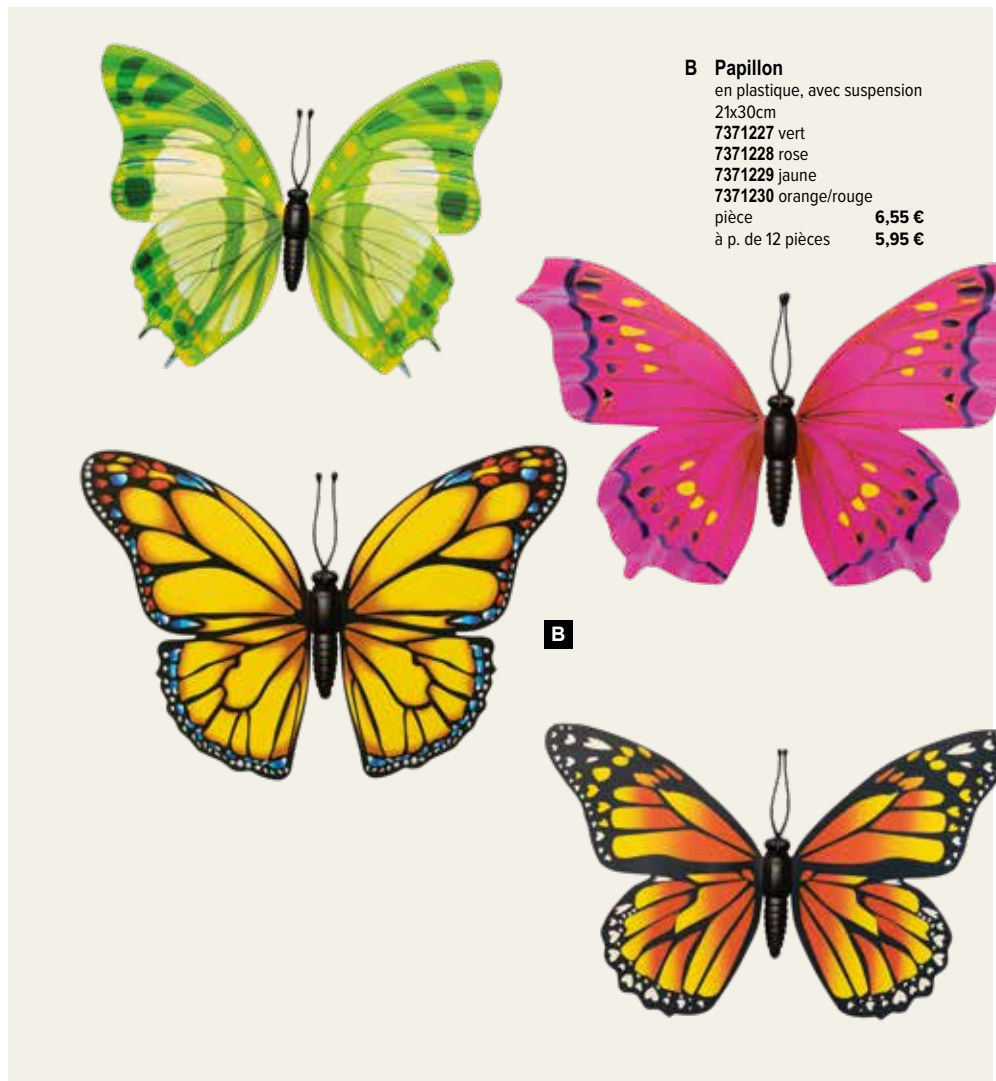 B Papillon
en plastique, avec suspension
21x30cm
7371227 vert
7371228 rose
7371229 jaune
7371230 orange/rouge
pièce 6,55 €
à p. de 12 pièces 5,95 €
B